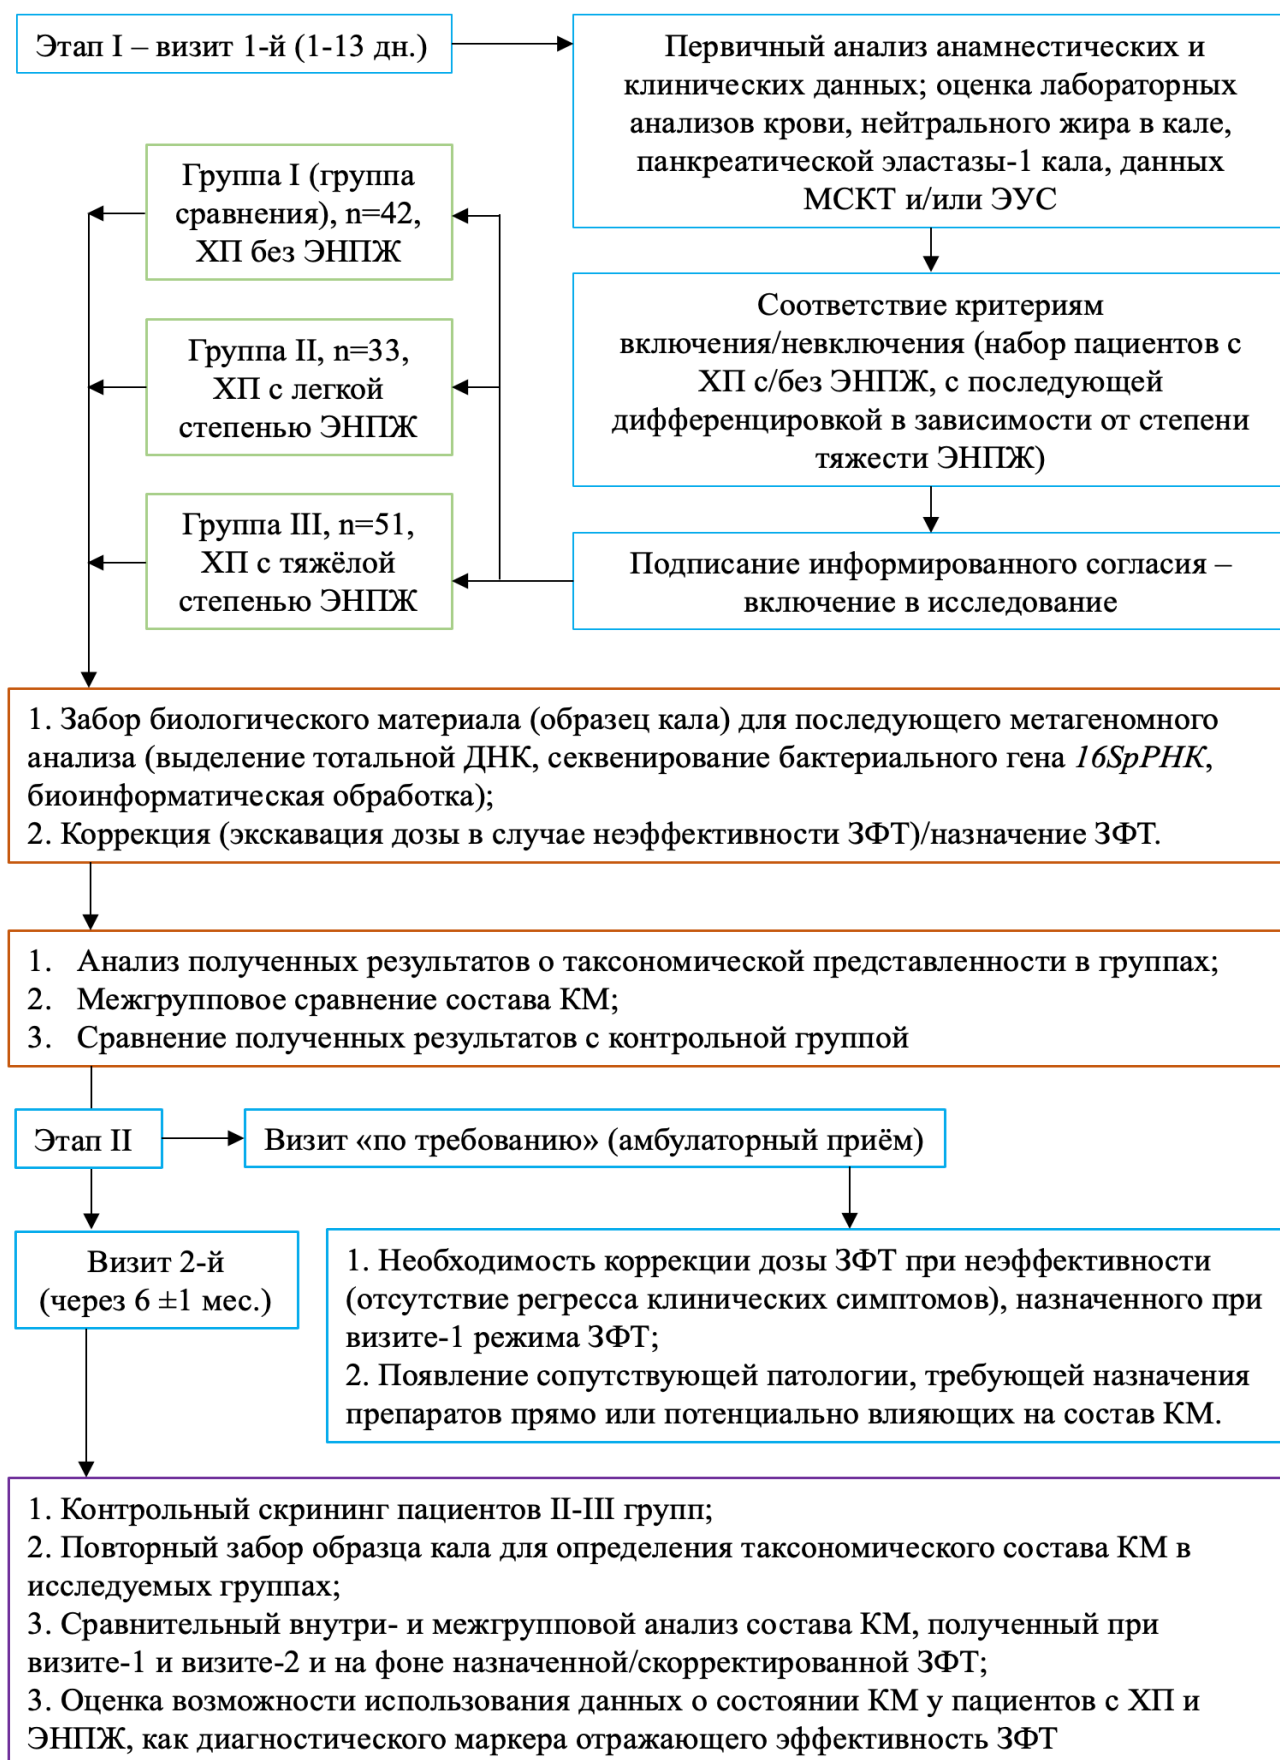 Этап I – визит 1-й (1-13 дн.)
Первичный анализ анамнестических и
клинических данных; оценка лабораторных
анализов крови, нейтрального жира в кале,
панкреатической эластазы-1 кала, данных
МСКТ и/или ЭУС
Группа I (группа
сравнения), n=42,
ХП без ЭНПЖ
Соответствие критериям
включения/невключения (набор пациентов с
ХП с/без ЭНПЖ, с последующей
дифференцировкой в зависимости от степени
тяжести ЭНПЖ)
Группа II, n=33,
ХП с легкой
степенью ЭНПЖ
Группа III, n=51,
ХП с тяжёлой
степенью ЭНПЖ
Подписание информированного согласия –
включение в исследование
1. Забор биологического материала (образец кала) для последующего метагеномного
анализа (выделение тотальной ДНК, секвенирование бактериального гена 16SрРНК,
биоинформатическая обработка);
2. Коррекция (экскавация дозы в случае неэффективности ЗФТ)/назначение ЗФТ.
1. Анализ полученных результатов о таксономической представленности в группах;
2. Межгрупповое сравнение состава КМ;
3. Сравнение полученных результатов с контрольной группой
Этап II
Визит «по требованию» (амбулаторный приём)
Визит 2-й
(через 6 ±1 мес.)
1. Необходимость коррекции дозы ЗФТ при неэффективности
(отсутствие регресса клинических симптомов), назначенного при
визите-1 режима ЗФТ;
2. Появление сопутствующей патологии, требующей назначения
препаратов прямо или потенциально влияющих на состав КМ.
1. Контрольный скрининг пациентов II-III групп;
2. Повторный забор образца кала для определения таксономического состава КМ в
исследуемых группах;
3. Сравнительный внутри- и межгрупповой анализ состава КМ, полученный при
визите-1 и визите-2 и на фоне назначенной/скорректированной ЗФТ;
3. Оценка возможности использования данных о состоянии КМ у пациентов с ХП и
ЭНПЖ, как диагностического маркера отражающего эффективность ЗФТ